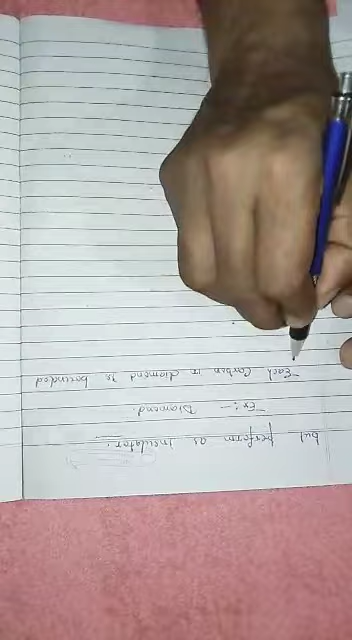 but perform as insulator.
Ex:- Diamond.
Each Carbon in diamond is bounded